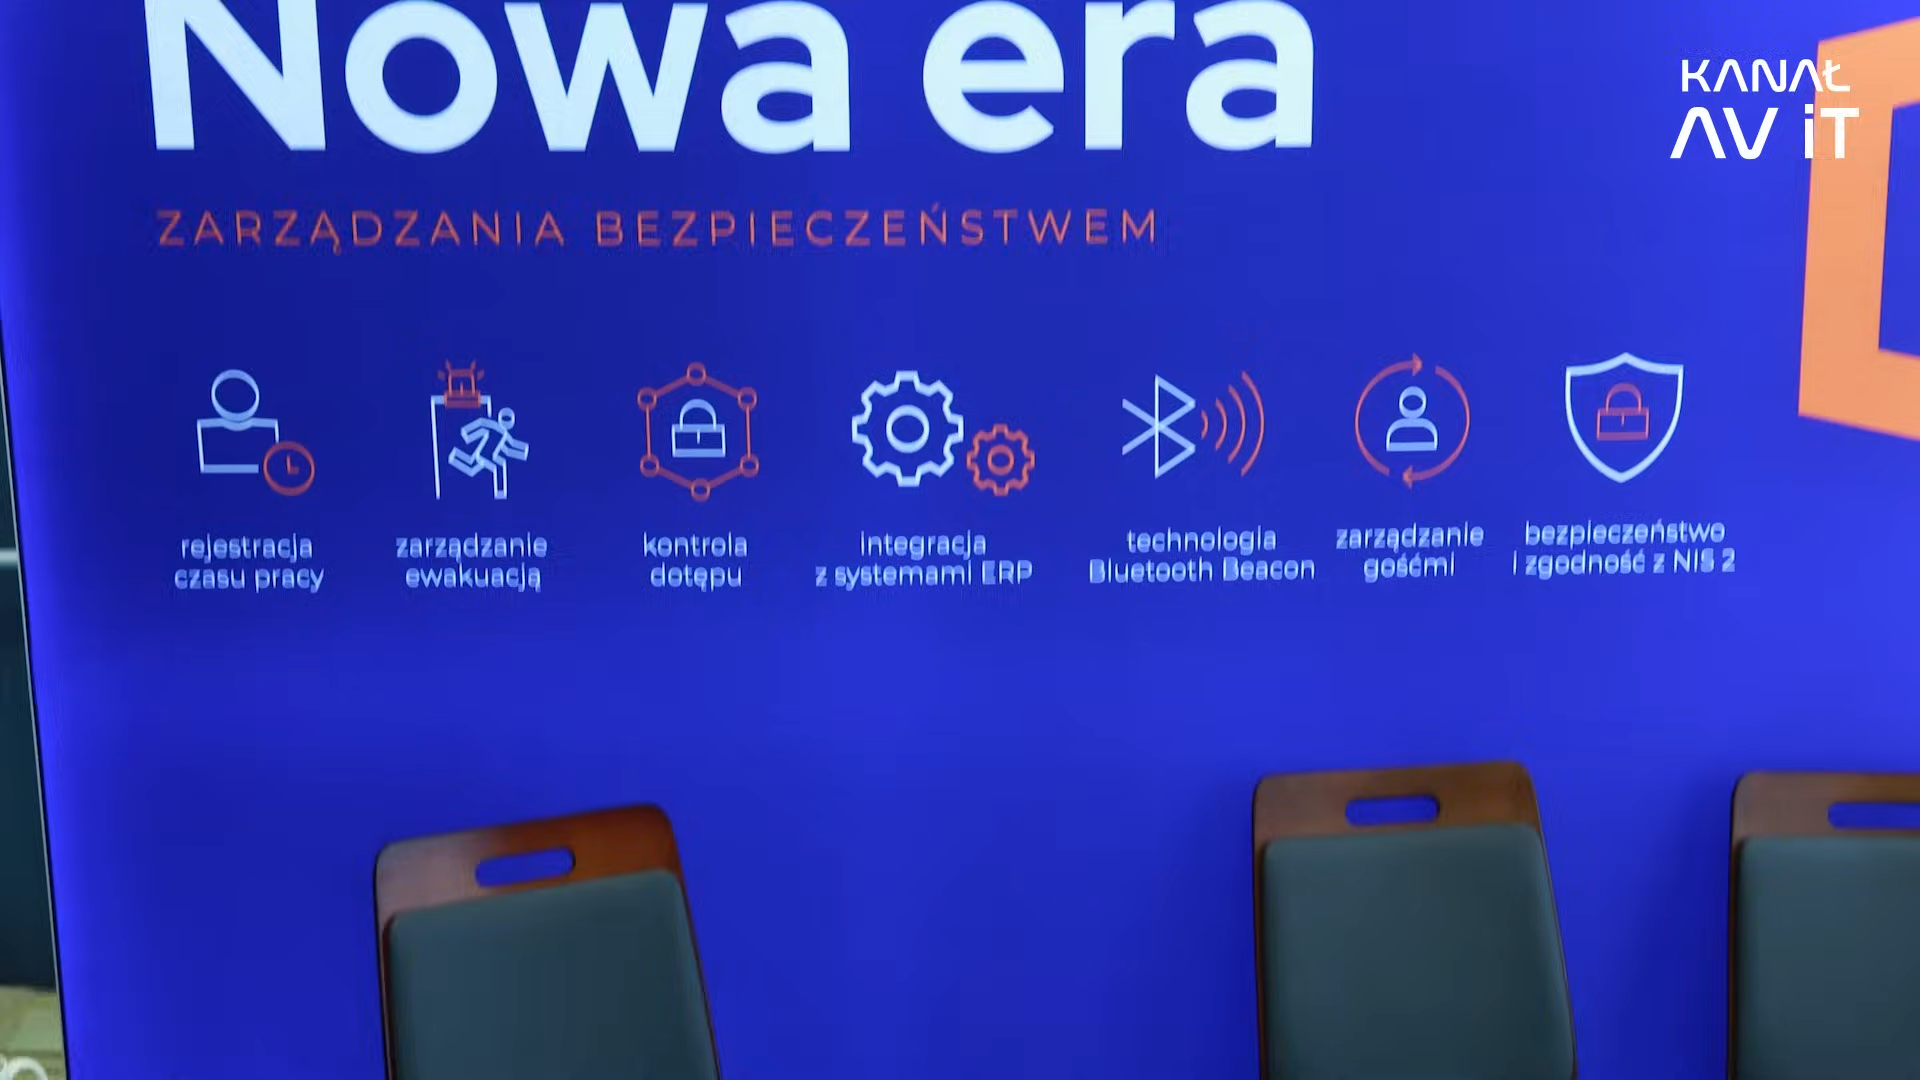 Nowa era
KANAŁ
AV iT
ZARZĄDZANIA BEZPIECZEŃSTWEM
rejestracja
czasu pracy
zarządzanie
ewakuacją
kontrola
dotępu
integracja
z systemami ERP
technologia
Bluetooth Beacon
zarządzanie
gośćmi
bezpieczeństwo
i zgodność z NIS 2